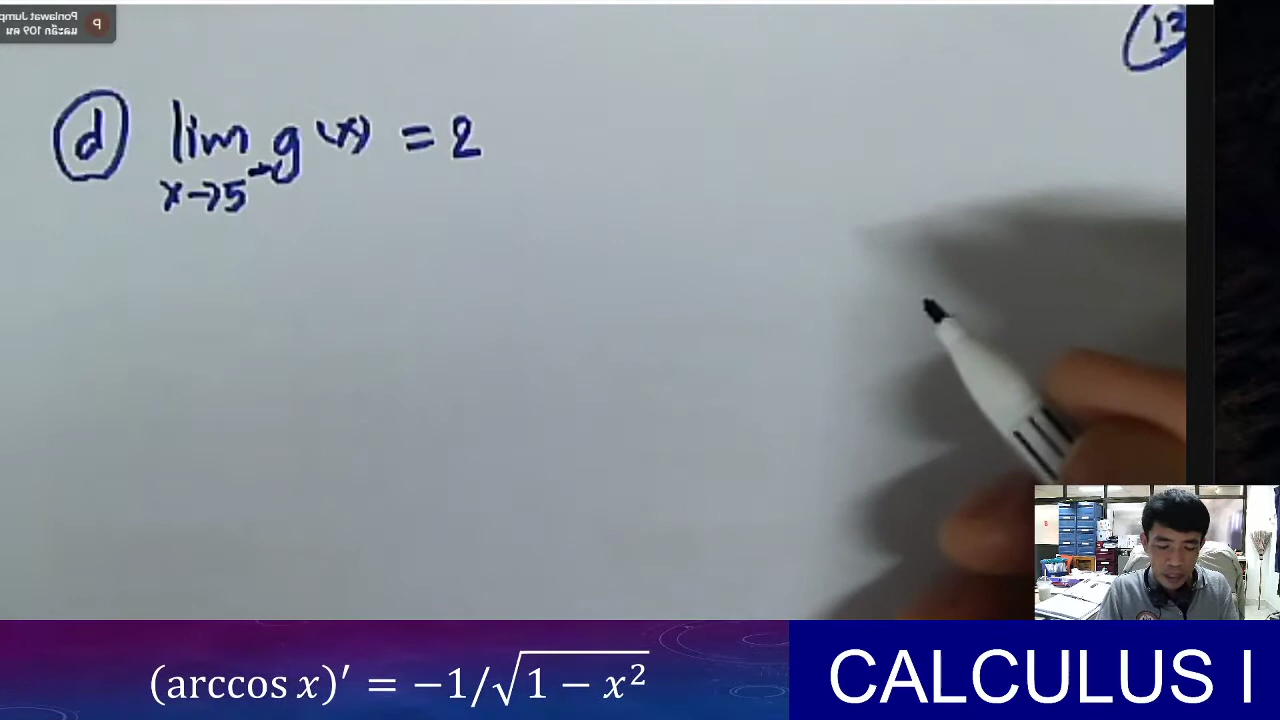 13
d lim g(x) = 2
x→5⁻
(arccos x)′ = −1/√1 − x²
CALCULUS I